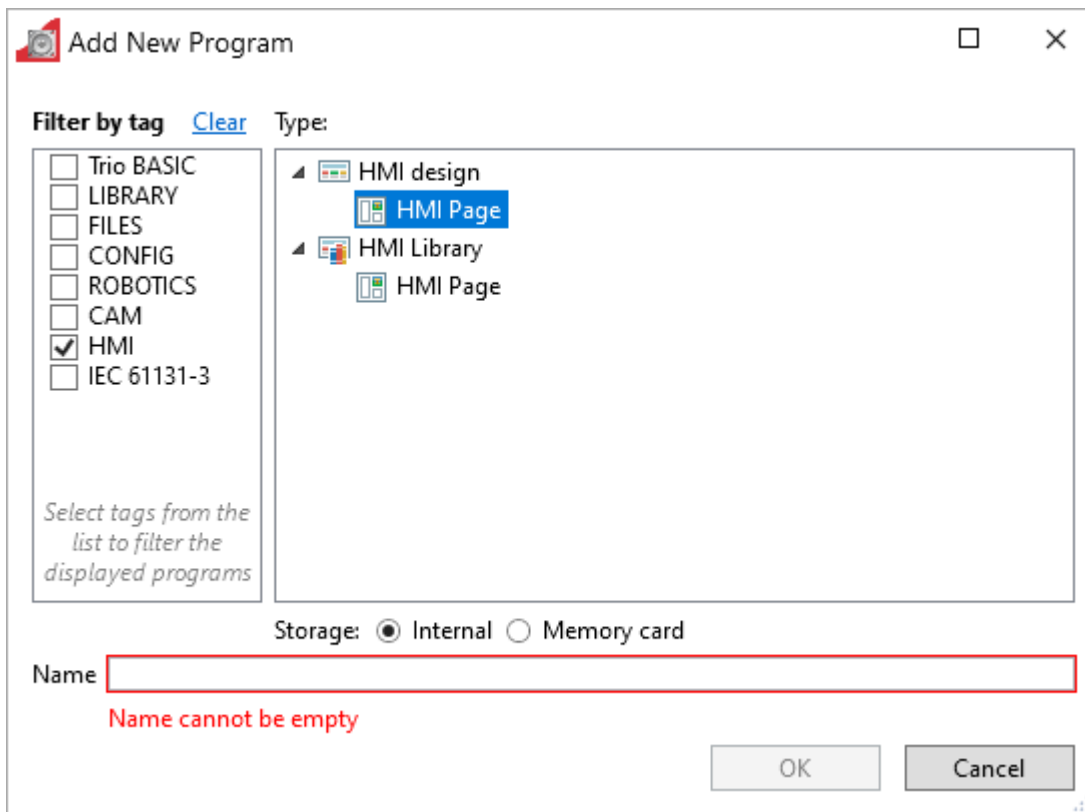 Add New Program
Filter by tag Clear Type:
Trio BASIC
LIBRARY
FILES
CONFIG
ROBOTICS
CAM
HMI
IEC 61131-3
Select tags from the
list to filter the
displayed programs
HMI design
HMI Page
HMI Library
HMI Page
Storage: Internal Memory card
Name
Name cannot be empty
OK Cancel